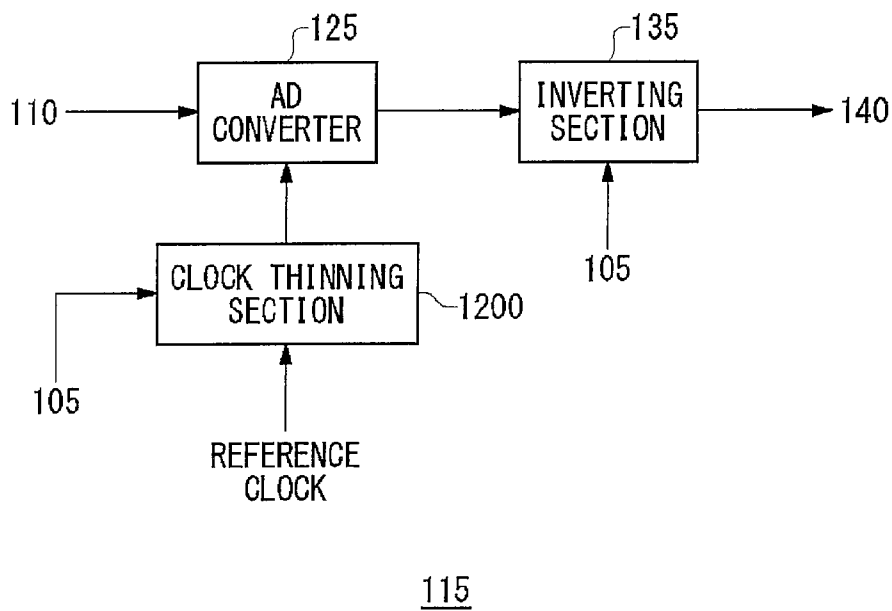 125
135
110
AD
CONVERTER
INVERTING
SECTION
140
105
CLOCK THINNING
SECTION
1200
105
REFERENCE
CLOCK
115